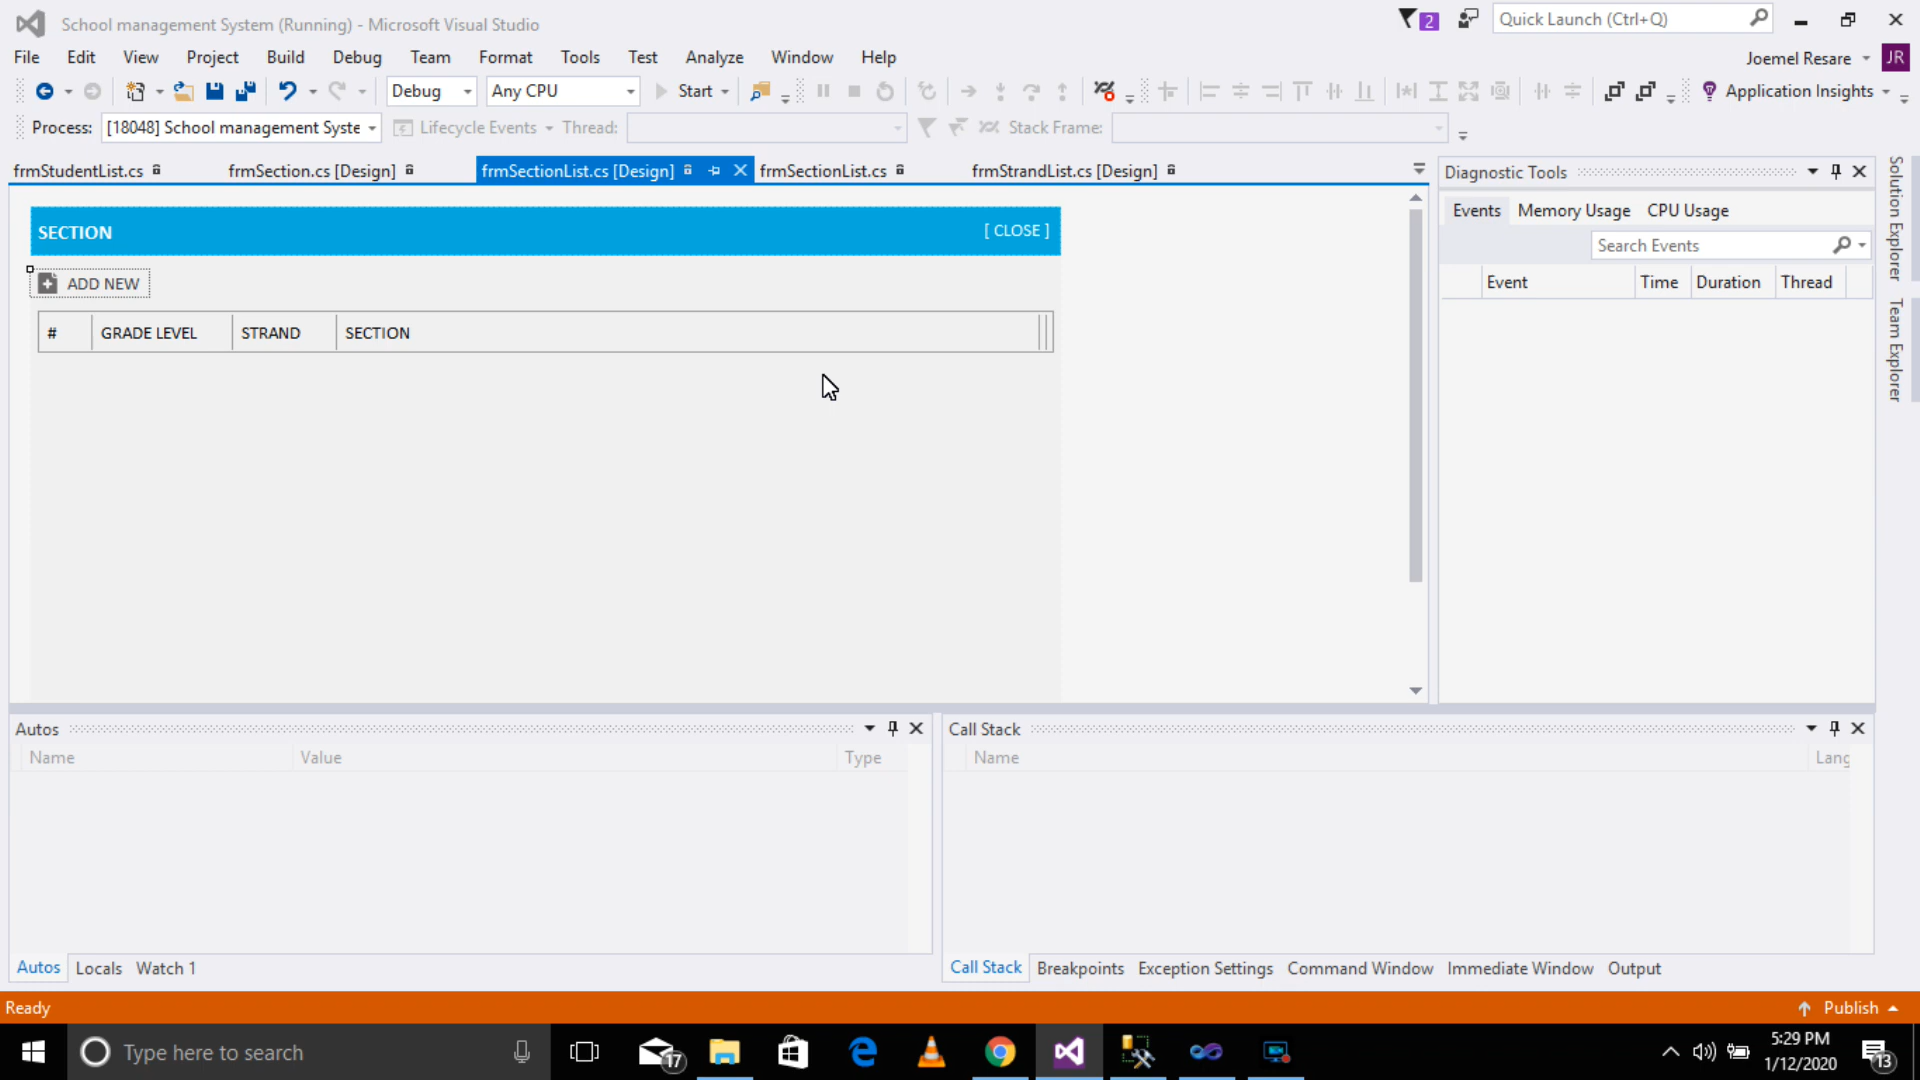 School management System (Running) - Microsoft Visual Studio
2
Quick Launch (Ctrl+Q)
File Edit View Project Build Debug Team Format Tools Test Analyze Window Help
Joemel Resare JR
Debug Any CPU Start Application Insights
Process: [18048] School management Syste Lifecycle Events Thread: Stack Frame:
frmStudentList.cs frmSection.cs [Design] frmSectionList.cs [Design] frmSectionList.cs frmStrandList.cs [Design]
SECTION [ CLOSE ]
ADD NEW
# GRADE LEVEL STRAND SECTION
Diagnostic Tools
Events Memory Usage CPU Usage
Search Events
Event Time Duration Thread
Solution Explorer
Team Explorer
Autos
Name Value Type
Autos Locals Watch 1
Call Stack
Name Lang
Call Stack Breakpoints Exception Settings Command Window Immediate Window Output
Ready
Publish
Type here to search
17
5:29 PM
1/12/2020
13